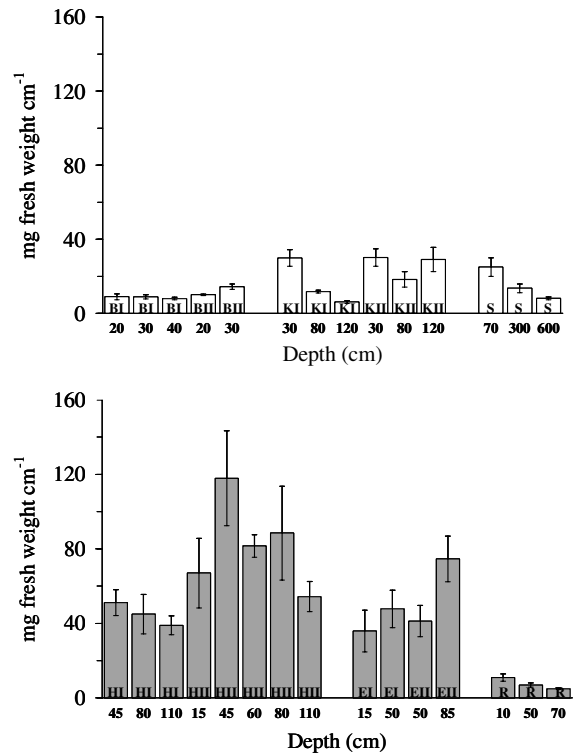 160
120
80
40
0
mg fresh weight cm-1
BI BI BI BII BII KI KI KI KII KII KII S S S
20 30 40 20 30 30 80 120 30 80 120 70 300 600
Depth (cm)
160
120
80
40
0
mg fresh weight cm-1
HI HI HI HII HII HII HII HII EI EI EII EII R R R
45 80 110 15 45 60 80 110 15 50 50 85 10 50 70
Depth (cm)